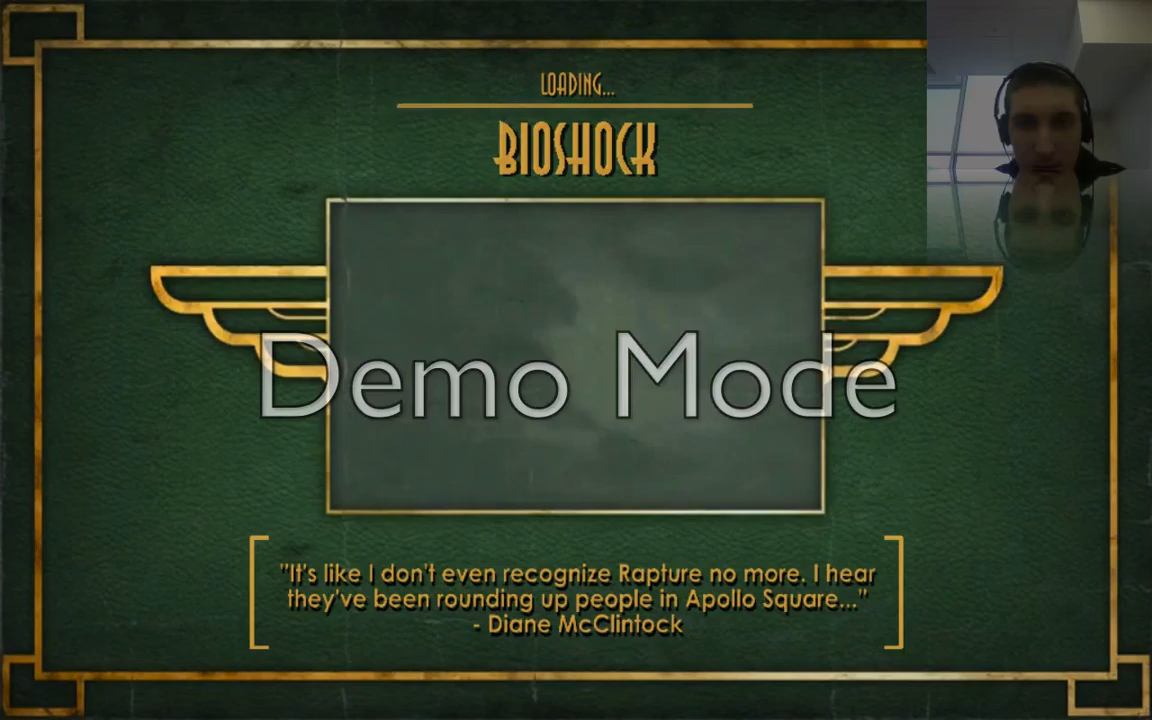 LOADING...
BIOSHOCK
Demo Mode
"It's like I don't even recognize Rapture no more. I hear
they've been rounding up people in Apollo Square..."
- Diane McClintock